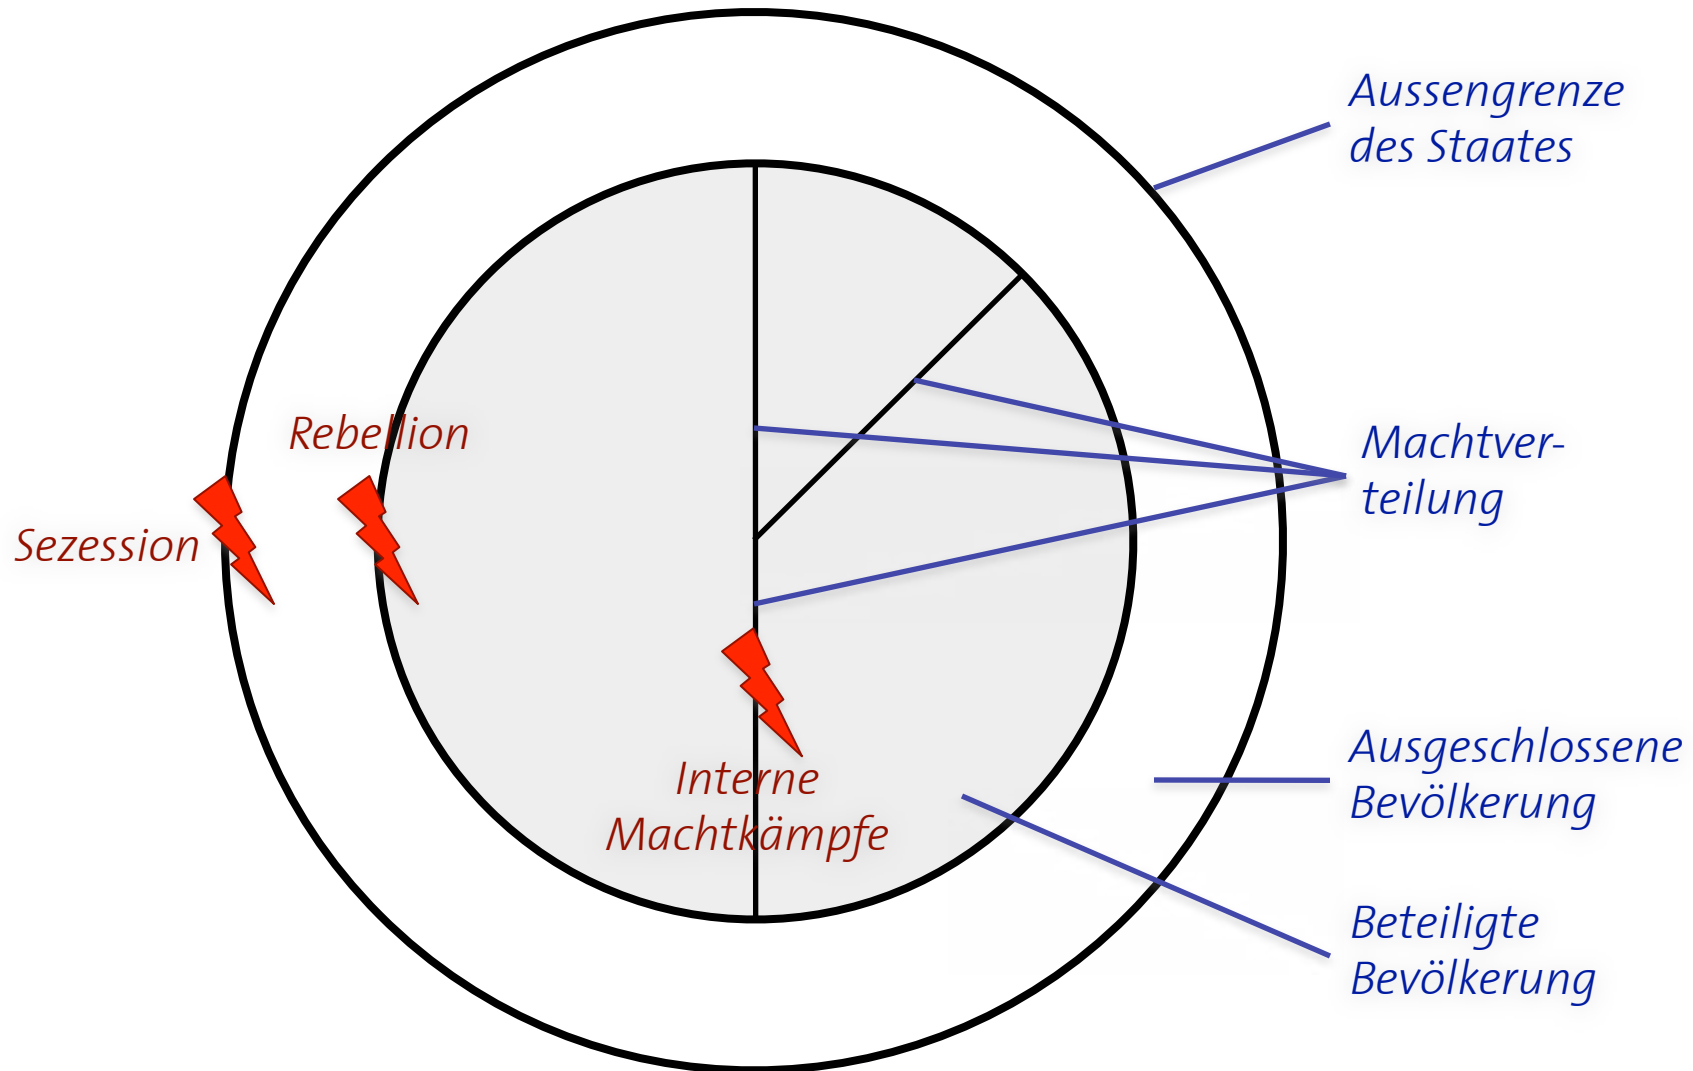 Aussengrenze
des Staates
Rebellion
Machtver-
teilung
Sezession
Interne
Machtkämpfe
Ausgeschlossene
Bevölkerung
Beteiligte
Bevölkerung